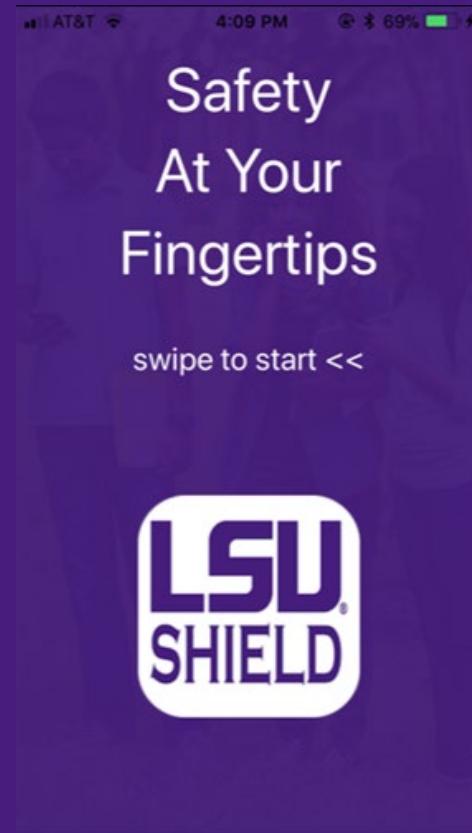 AT&T 4:09 PM 69%
Safety
At Your
Fingertips
swipe to start <<
LSU®
SHIELD